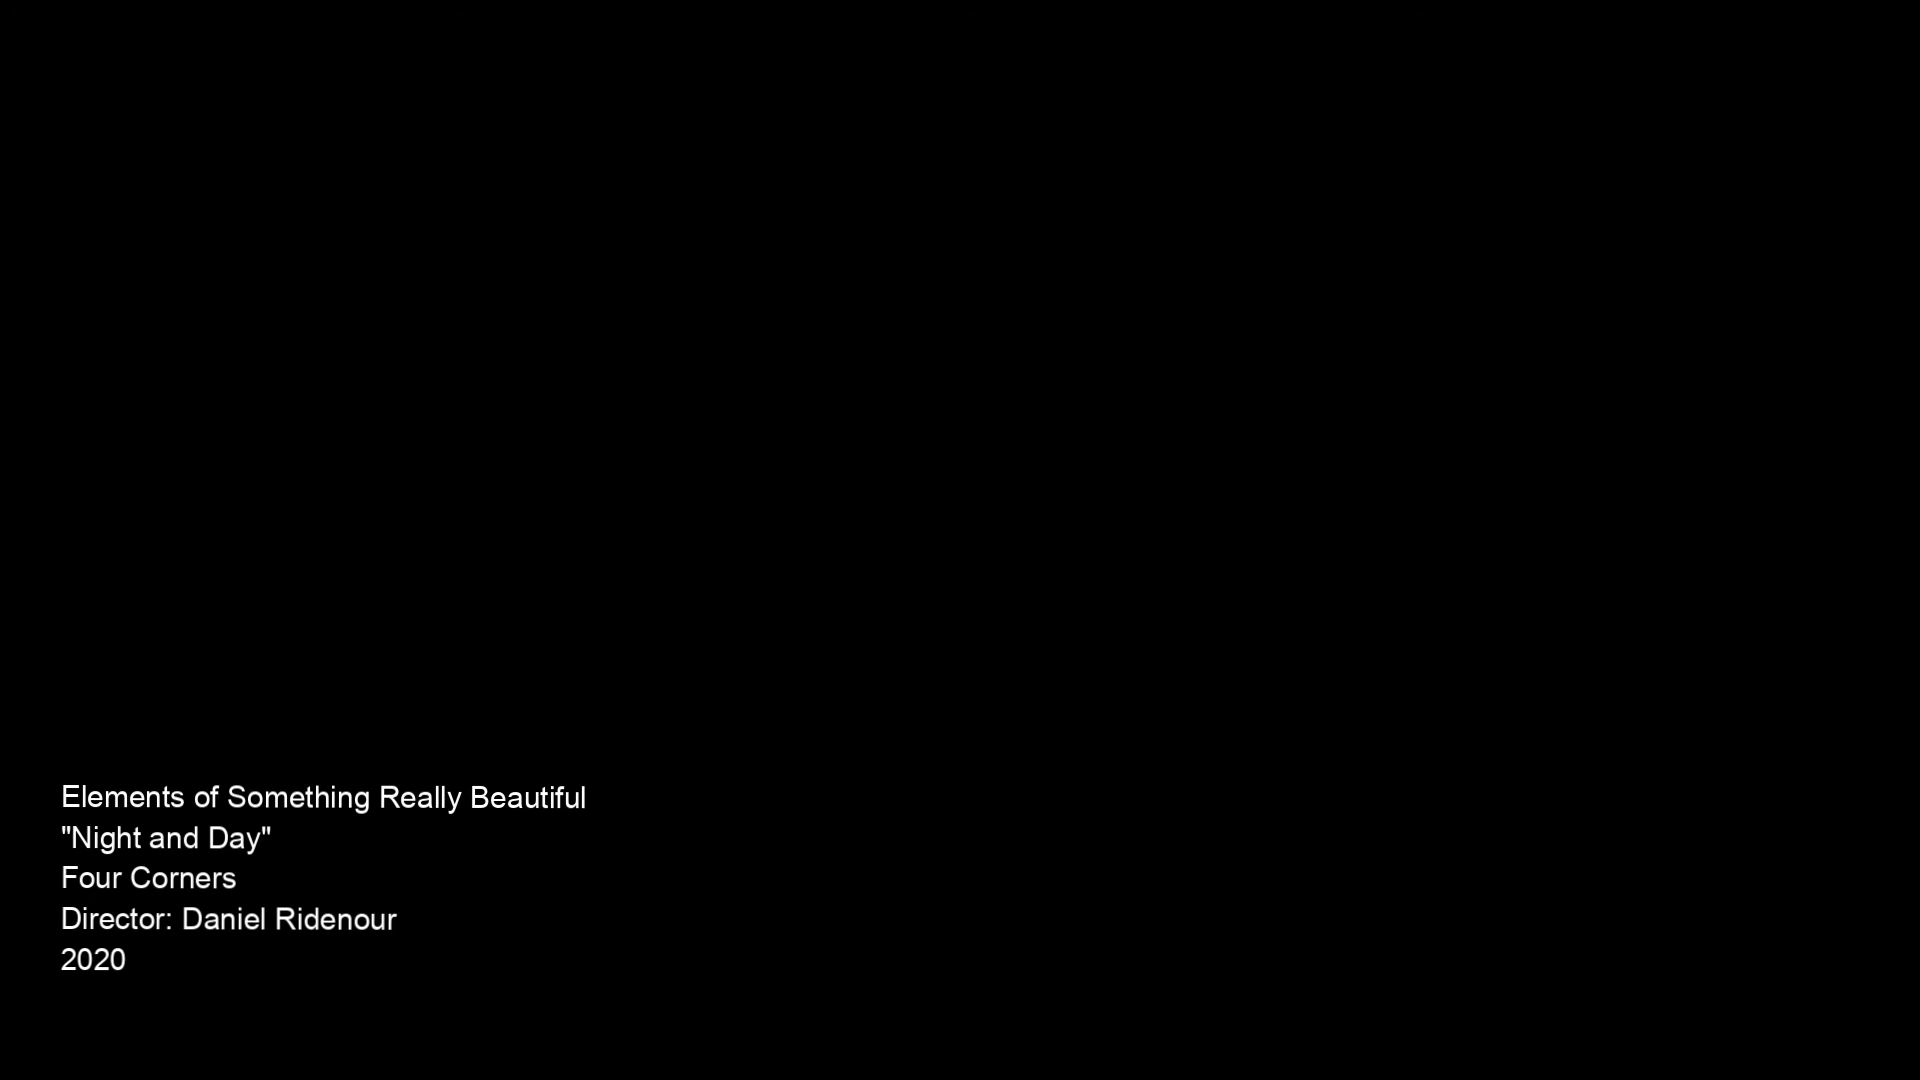 Elements of Something Really Beautiful
"Night and Day"
Four Corners
Director: Daniel Ridenour
2020